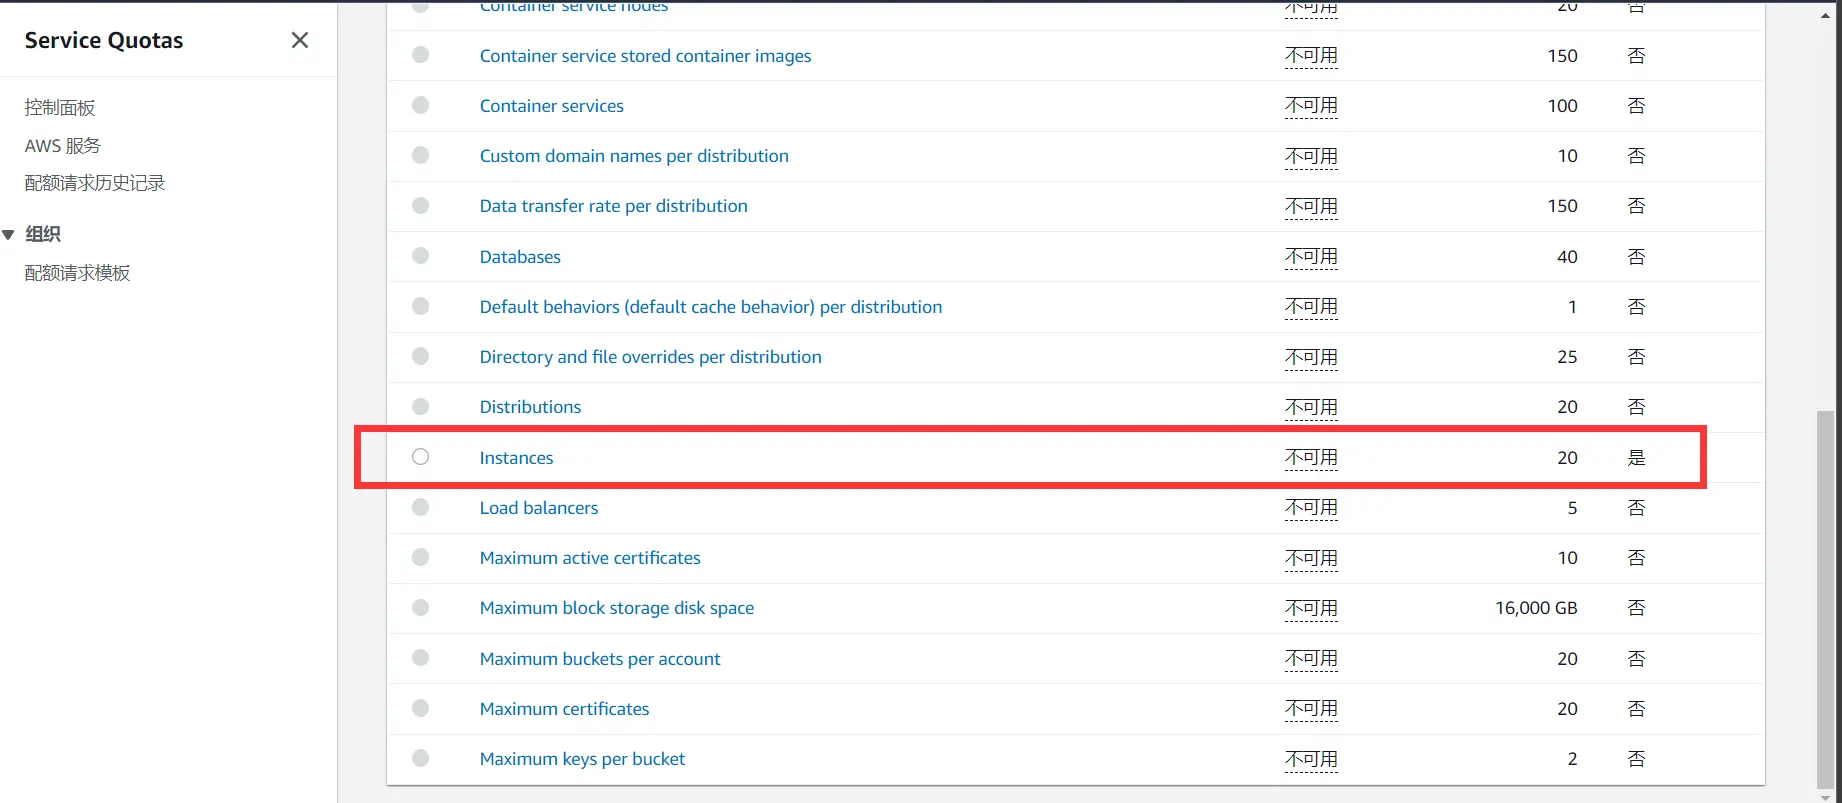 Service Quotas
控制面板
AWS 服务
配额请求历史记录
组织
配额请求模板
Container service nodes 不可用 20 否
Container service stored container images 不可用 150 否
Container services 不可用 100 否
Custom domain names per distribution 不可用 10 否
Data transfer rate per distribution 不可用 150 否
Databases 不可用 40 否
Default behaviors (default cache behavior) per distribution 不可用 1 否
Directory and file overrides per distribution 不可用 25 否
Distributions 不可用 20 否
Instances 不可用 20 是
Load balancers 不可用 5 否
Maximum active certificates 不可用 10 否
Maximum block storage disk space 不可用 16,000 GB 否
Maximum buckets per account 不可用 20 否
Maximum certificates 不可用 20 否
Maximum keys per bucket 不可用 2 否